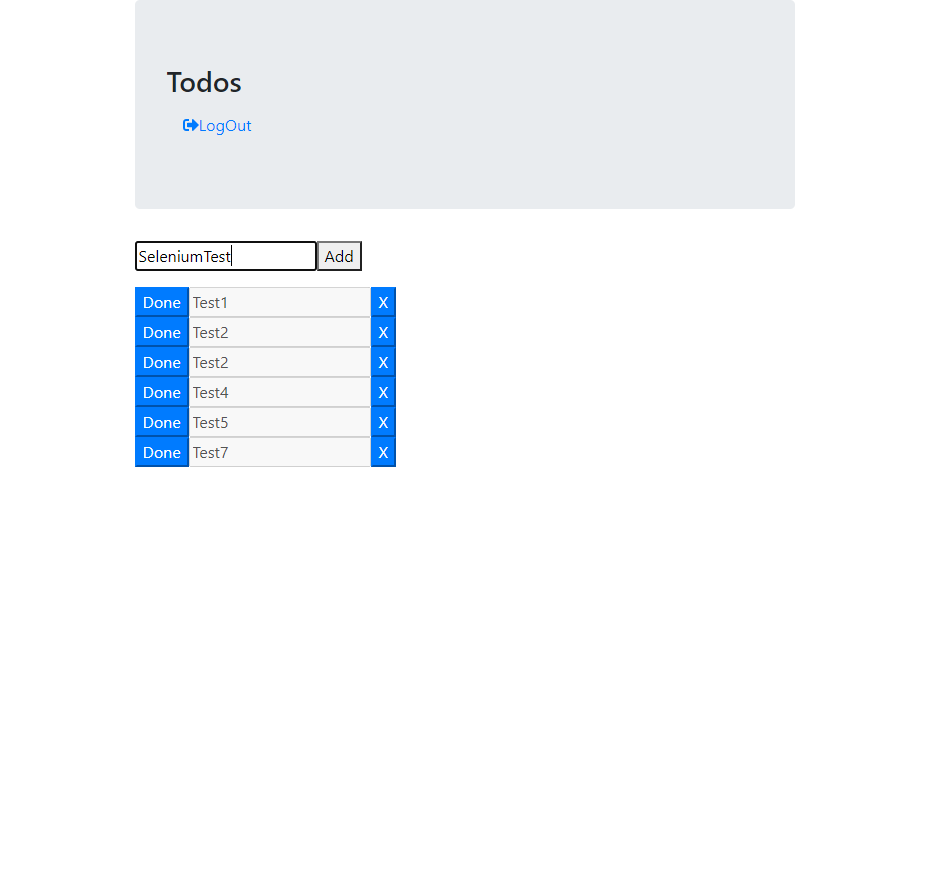 Todos
LogOut
SeleniumTest Add
Done Test1 X
Done Test2 X
Done Test2 X
Done Test4 X
Done Test5 X
Done Test7 X